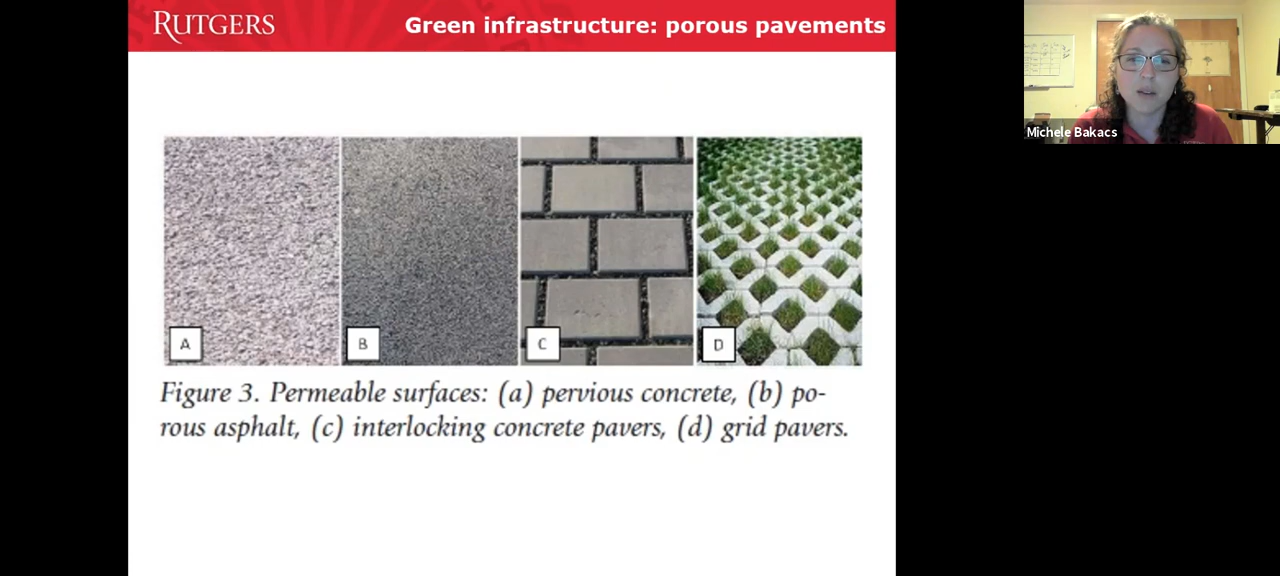 RUTGERS
Green infrastructure: porous pavements
A
B
C
D
Figure 3. Permeable surfaces: (a) pervious concrete, (b) po-
rous asphalt, (c) interlocking concrete pavers, (d) grid pavers.
Michele Bakacs